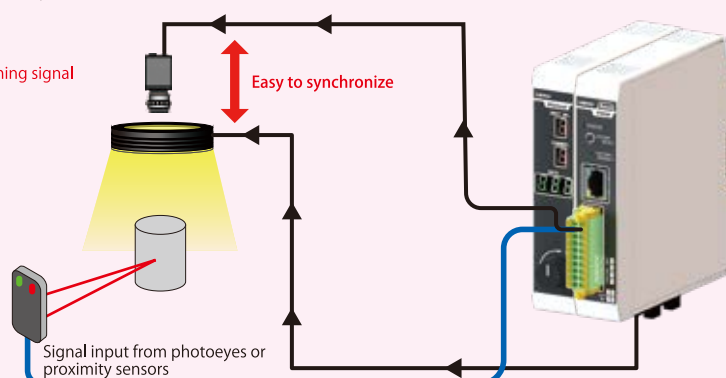 ning signal
Easy to synchronize
Signal input from photoeyes or
proximity sensors